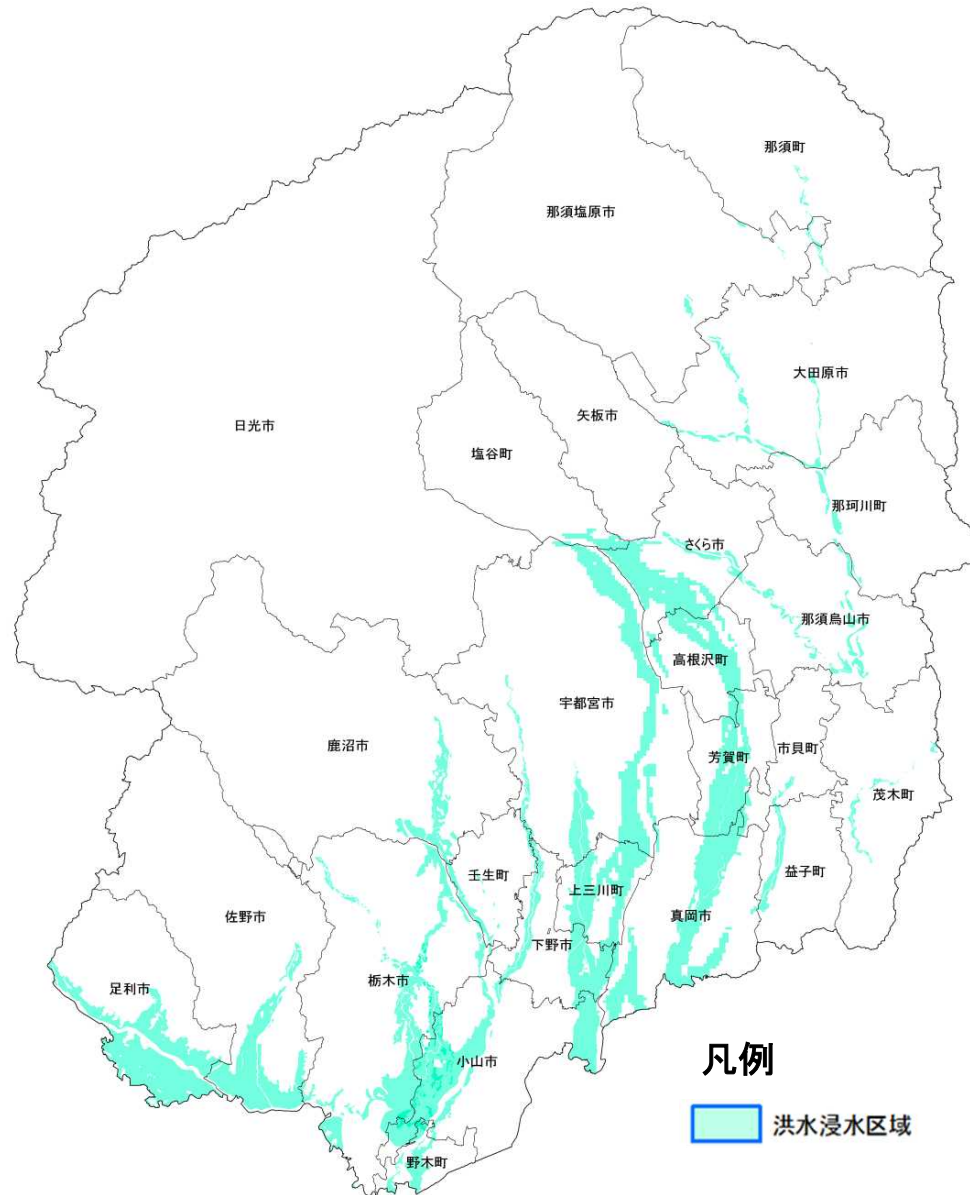 那須町
那須塩原市
大田原市
日光市
矢板市
塩谷町
那珂川町
さくら市
那須烏山市
高根沢町
宇都宮市
鹿沼市
芳賀町
市貝町
茂木町
壬生町
上三川町
益子町
佐野市
真岡市
下野市
栃木市
足利市
小山市
野木町
凡例
洪水浸水区域